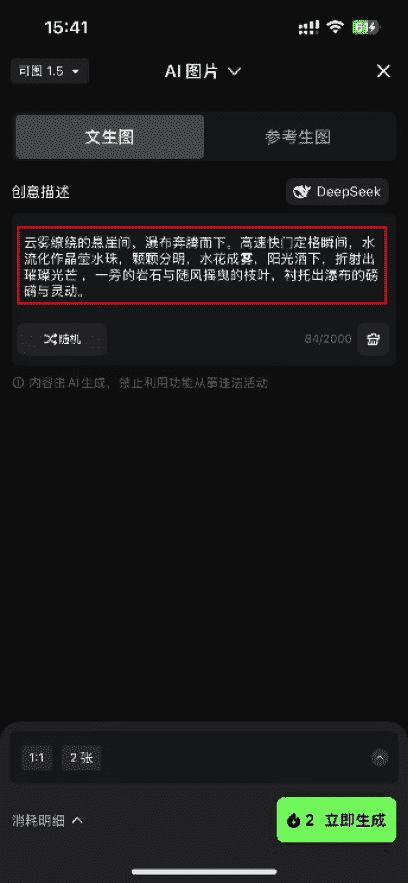 15:41
可图 1.5
AI 图片
文生图
参考生图
创意描述
DeepSeek
云雾缭绕的悬崖间，瀑布奔腾而下。高速快门定格瞬间，水
流化作晶莹水珠，颗颗分明，水花成雾，阳光洒下，折射出
璀璨光芒，一旁的岩石与随风摇曳的枝叶，衬托出瀑布的磅
礴与灵动。
随机
84/2000
内容由 AI 生成，禁止利用功能从事违法活动
1:1
2 张
消耗明细
2 立即生成